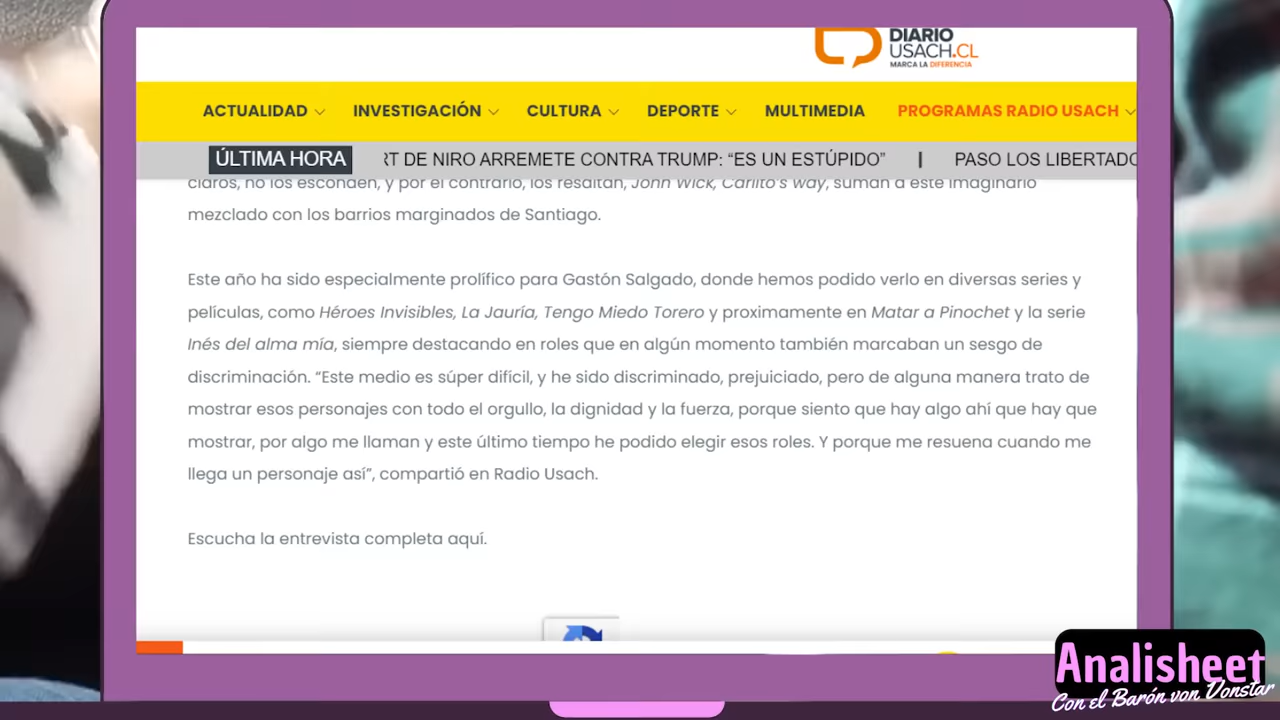 DIARIO
USACH.CL
MARCA LA DIFERENCIA
ACTUALIDAD INVESTIGACIÓN CULTURA DEPORTE MULTIMEDIA PROGRAMAS RADIO USACH
ÚLTIMA HORA RT DE NIRO ARREMETE CONTRA TRUMP: “ES UN ESTÚPIDO” | PASO LOS LIBERTADO
claros, no los esconden, y por el contrario, los resaltan, John Wick, Carlito's way, suman a este imaginario
mezclado con los barrios marginados de Santiago.
Este año ha sido especialmente prolífico para Gastón Salgado, donde hemos podido verlo en diversas series y
películas, como Héroes Invisibles, La Jauría, Tengo Miedo Torero y proximamente en Matar a Pinochet y la serie
Inés del alma mía, siempre destacando en roles que en algún momento también marcaban un sesgo de
discriminación. “Este medio es súper difícil, y he sido discriminado, prejuiciado, pero de alguna manera trato de
mostrar esos personajes con todo el orgullo, la dignidad y la fuerza, porque siento que hay algo ahí que hay que
mostrar, por algo me llaman y este último tiempo he podido elegir esos roles. Y porque me resuena cuando me
llega un personaje así”, compartió en Radio Usach.
Escucha la entrevista completa aquí.
Analisheet
Con el Barón von Vonstar